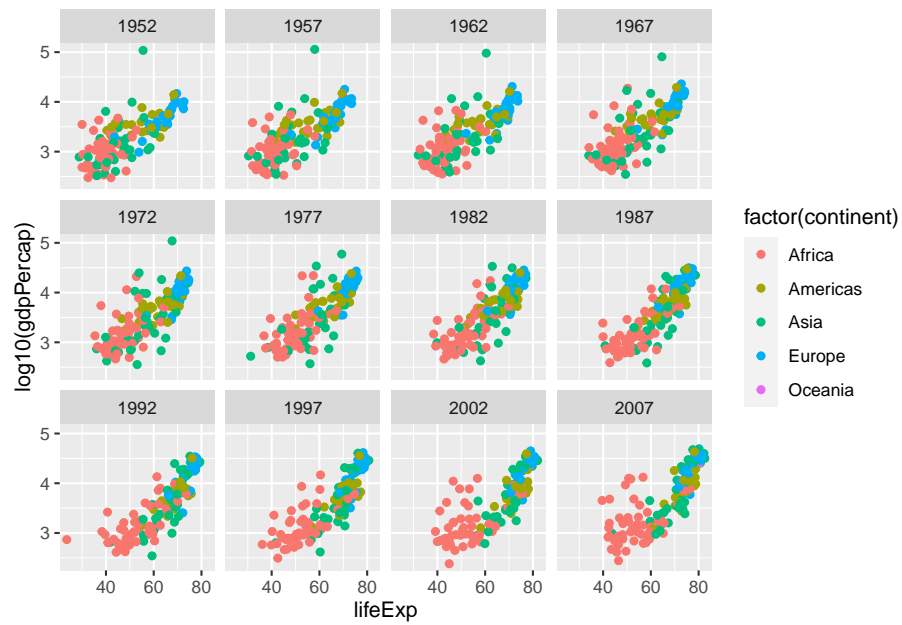 1952 1957 1962 1967
5
4
3
1972 1977 1982 1987
5
4
3
1992 1997 2002 2007
5
4
3
40 60 80 40 60 80 40 60 80 40 60 80
lifeExp
log10(gdpPercap)
factor(continent)
Africa
Americas
Asia
Europe
Oceania